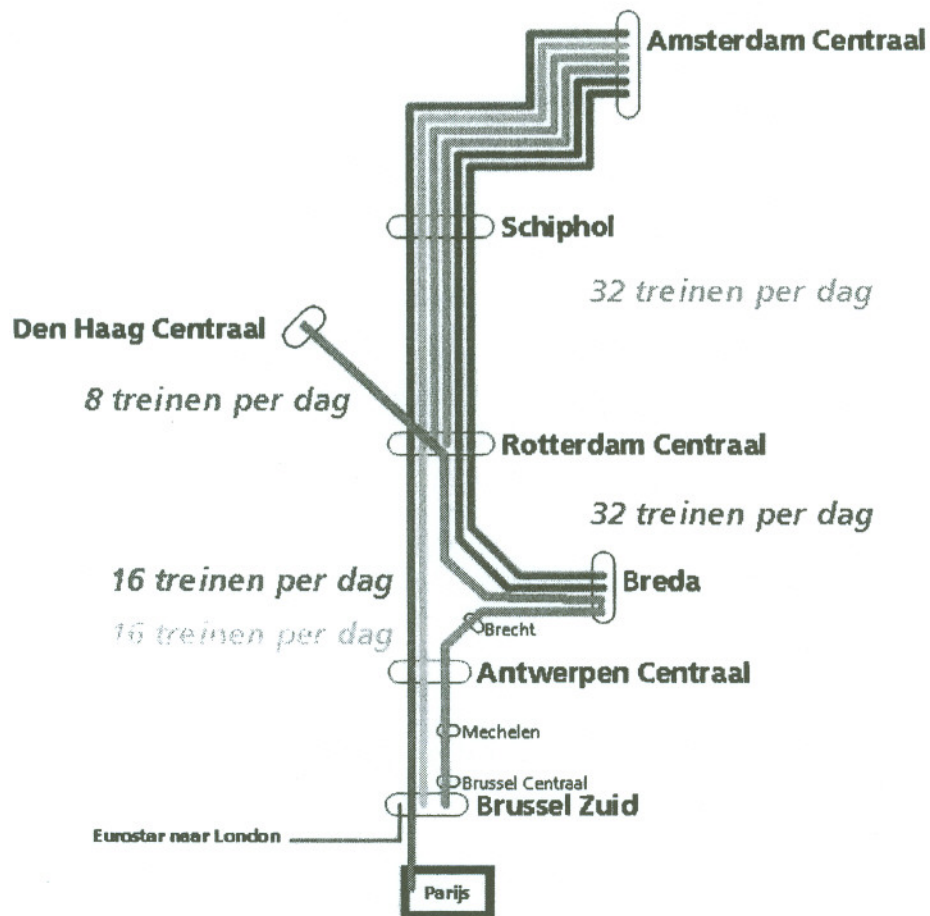 Amsterdam Centraal
Schiphol
32 treinen per dag
Den Haag Centraal
8 treinen per dag
Rotterdam Centraal
32 treinen per dag
16 treinen per dag
Breda
16 treinen per dag
Brecht
Antwerpen Centraal
Mechelen
Brussel Centraal
Brussel Zuid
Eurostar naar London
Parijs